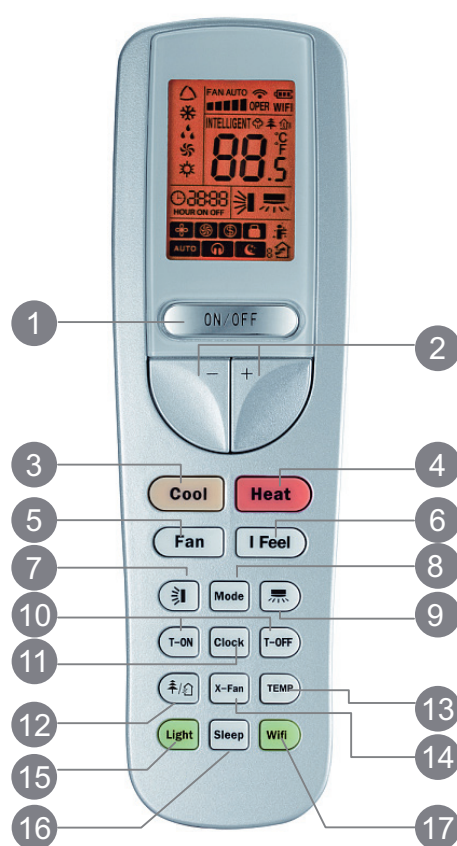 FAN AUTO
OPER WIFI
INTELLIGENT
°C
°F
88.5
88:88
HOUR ON OFF
AUTO
8
1
ON/OFF
2
- +
3
Cool
Heat
4
5
Fan
I Feel
6
7
Mode
8
9
10
T-ON
Clock
T-OFF
11
12
/
X-Fan
TEMP
13
14
Light
Sleep
Wifi
15
16
17